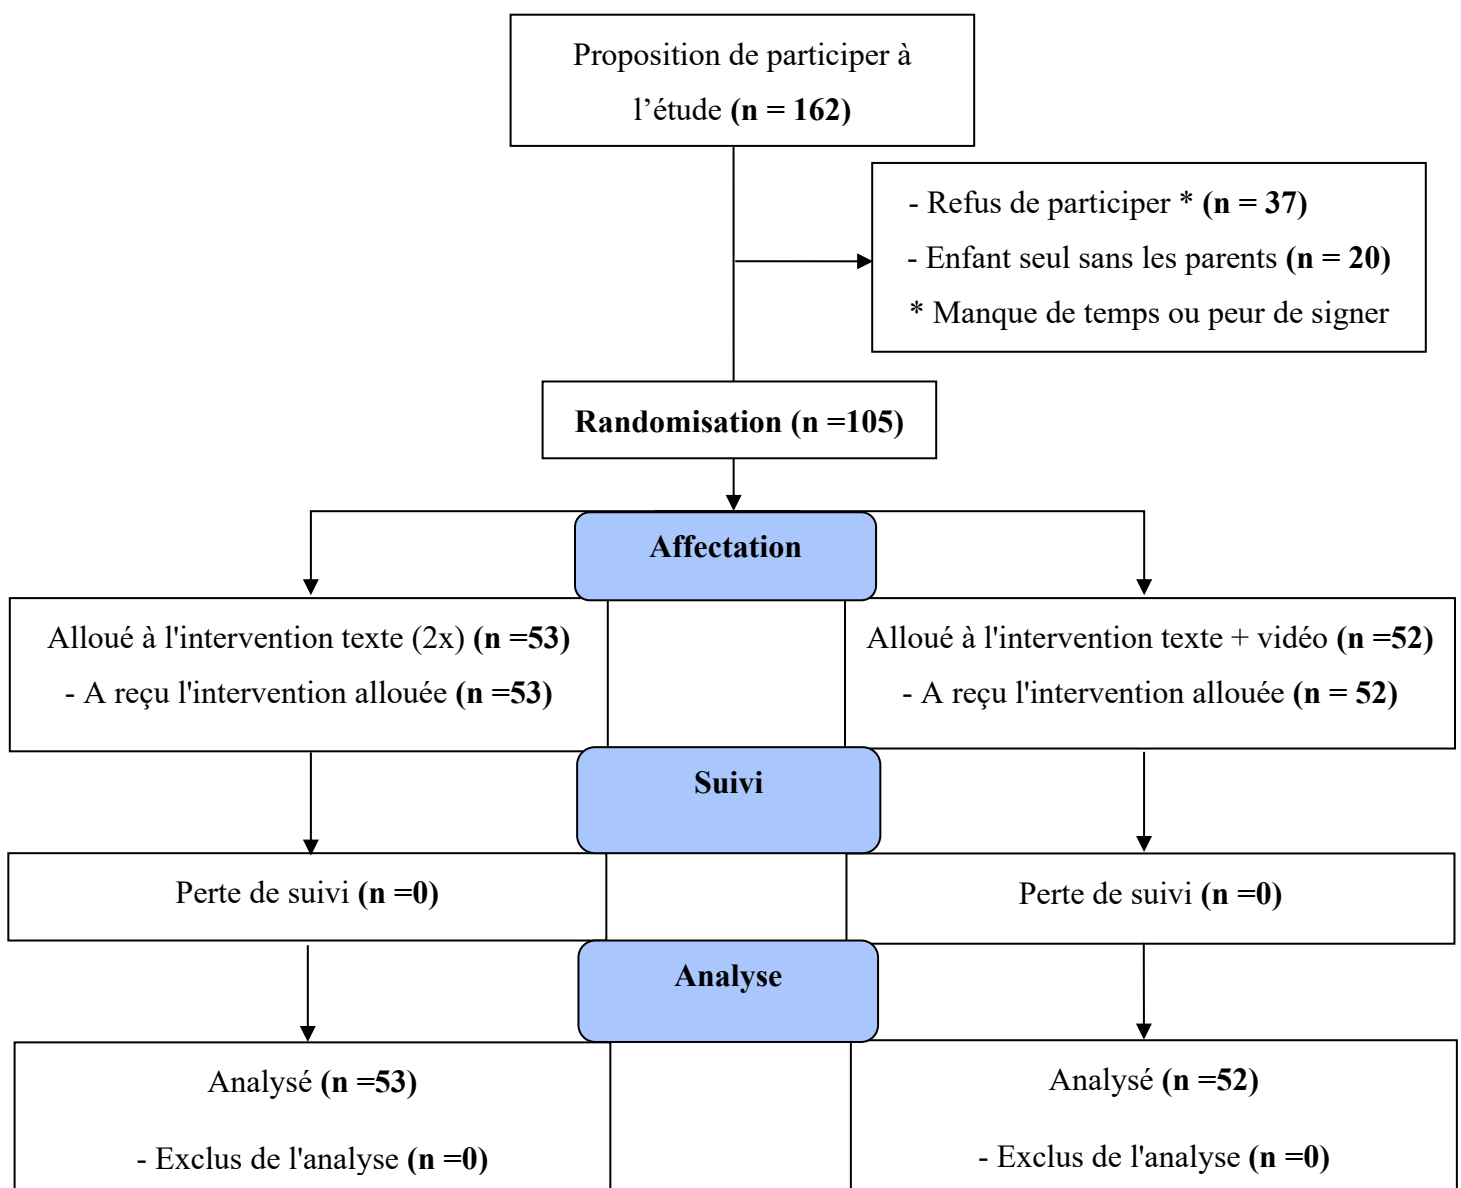 Proposition de participer à
l’étude (n = 162)
- Refus de participer * (n = 37)
- Enfant seul sans les parents (n = 20)
* Manque de temps ou peur de signer
Randomisation (n =105)
Affectation
Alloué à l'intervention texte (2x) (n =53)
- A reçu l'intervention allouée (n =53)
Alloué à l'intervention texte + vidéo (n =52)
- A reçu l'intervention allouée (n = 52)
Suivi
Perte de suivi (n =0)
Perte de suivi (n =0)
Analyse
Analysé (n =53)
- Exclus de l'analyse (n =0)
Analysé (n =52)
- Exclus de l'analyse (n =0)